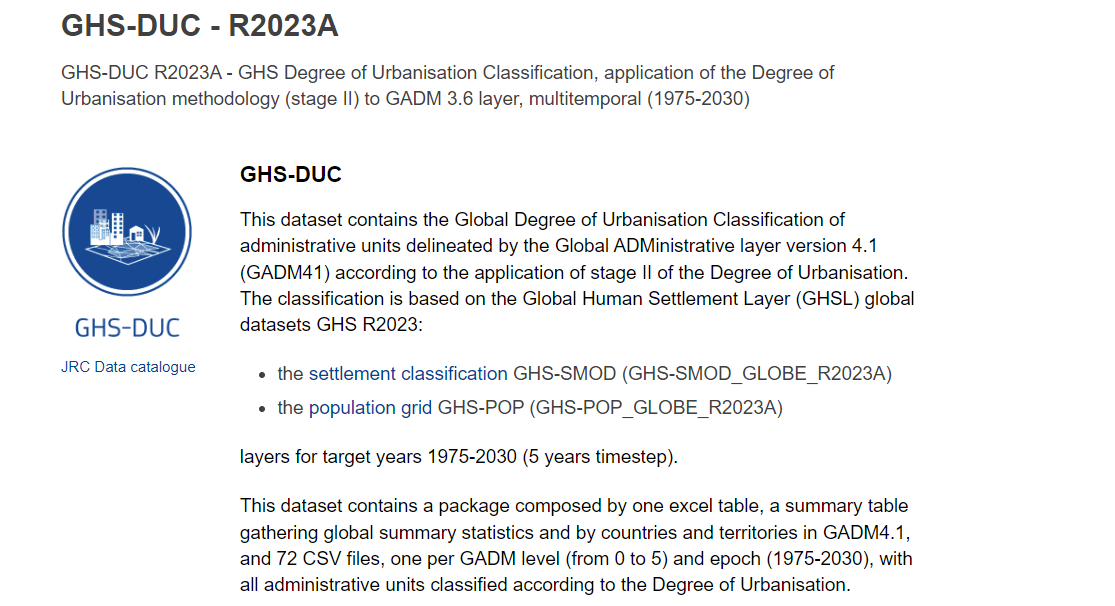 GHS-DUC - R2023A
GHS-DUC R2023A - GHS Degree of Urbanisation Classification, application of the Degree of
Urbanisation methodology (stage II) to GADM 3.6 layer, multitemporal (1975-2030)
GHS-DUC
JRC Data catalogue
GHS-DUC
This dataset contains the Global Degree of Urbanisation Classification of
administrative units delineated by the Global ADMinistrative layer version 4.1
(GADM41) according to the application of stage II of the Degree of Urbanisation.
The classification is based on the Global Human Settlement Layer (GHSL) global
datasets GHS R2023:
• the settlement classification GHS-SMOD (GHS-SMOD_GLOBE_R2023A)
• the population grid GHS-POP (GHS-POP_GLOBE_R2023A)
layers for target years 1975-2030 (5 years timestep).
This dataset contains a package composed by one excel table, a summary table
gathering global summary statistics and by countries and territories in GADM4.1,
and 72 CSV files, one per GADM level (from 0 to 5) and epoch (1975-2030), with
all administrative units classified according to the Degree of Urbanisation.